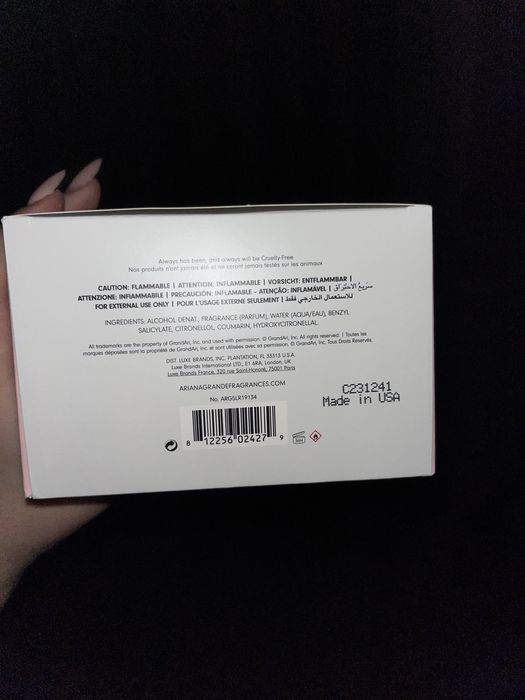 Always has been, and always will be Cruelty-Free
Nos produits n'ont jamais été et ne seront jamais testés sur les animaux
CAUTION: FLAMMABLE | ATTENTION: INFLAMMABLE | VORSICHT: ENTFLAMMBAR |
ATTENZIONE: INFIAMMABILE | PRECAUCIÓN: INFLAMABLE – ATENÇÃO: INFLAMÁVEL | سريع الاحتراق
FOR EXTERNAL USE ONLY | POUR L'USAGE EXTERNE SEULEMENT | للاستعمال الخارجي فقط
INGREDIENTS: ALCOHOL DENAT., FRAGRANCE (PARFUM), WATER (AQUA/EAU), BENZYL
SALICYLATE, CITRONELLOL, COUMARIN, HYDROXYCITRONELLAL.
All trademarks are the property of GrandAri, Inc. and used with permission. © GrandAri, Inc. All Rights Reserved. | Toutes les
marques déposées sont la propriété de GrandAri, Inc. et sont utilisées avec sa permission. © GrandAri, Inc. Tous Droits Réservés.
DIST. LUXE BRANDS, INC. PLANTATION, FL 33313 U.S.A.
Luxe Brands International LTD., E1 4RA, London, UK
Luxe Brands France, 320 rue Saint-Honoré, 75001 Paris
ARIANAGRANDEFRAGRANCES.COM
No. ARGSLR19134
C231241
Made in USA
8 12256 02427 9